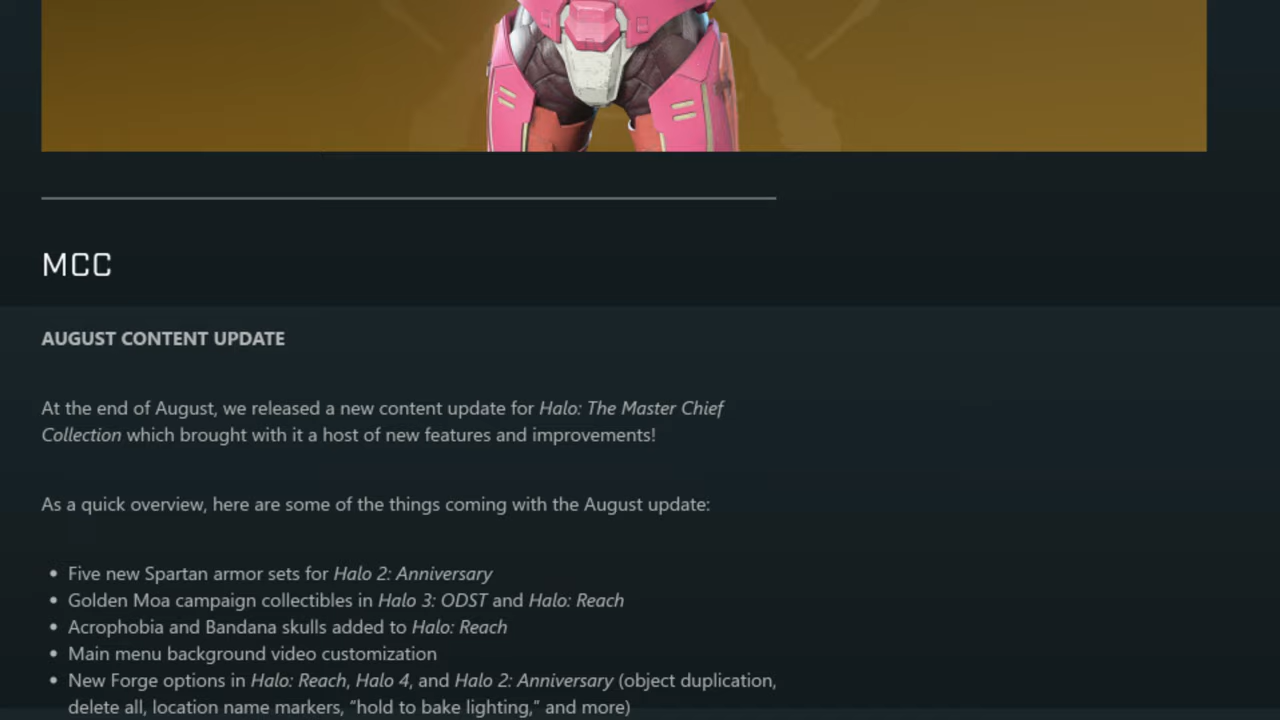 MCC
AUGUST CONTENT UPDATE
At the end of August, we released a new content update for Halo: The Master Chief
Collection which brought with it a host of new features and improvements!
As a quick overview, here are some of the things coming with the August update:
• Five new Spartan armor sets for Halo 2: Anniversary
• Golden Moa campaign collectibles in Halo 3: ODST and Halo: Reach
• Acrophobia and Bandana skulls added to Halo: Reach
• Main menu background video customization
• New Forge options in Halo: Reach, Halo 4, and Halo 2: Anniversary (object duplication,
delete all, location name markers, “hold to bake lighting,” and more)